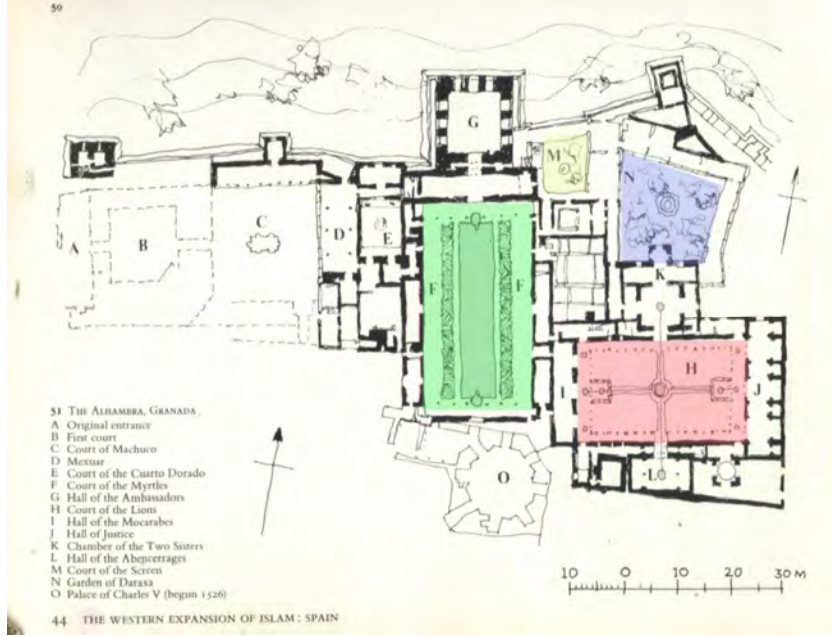 50
G
M
N
A
B
C
D
E
F
F
K
H
I
J
L
O
51 THE ALHAMBRA, GRANADA
A Original entrance
B First court
C Court of Machuco
D Mexuar
E Court of the Cuarto Dorado
F Court of the Myrtles
G Hall of the Ambassadors
H Court of the Lions
I Hall of the Mocarabes
J Hall of Justice
K Chamber of the Two Sisters
L Hall of the Abencerrages
M Court of the Screen
N Garden of Daraxa
O Palace of Charles V (begun 1526)
10 0 10 20 30 M
44 THE WESTERN EXPANSION OF ISLAM: SPAIN